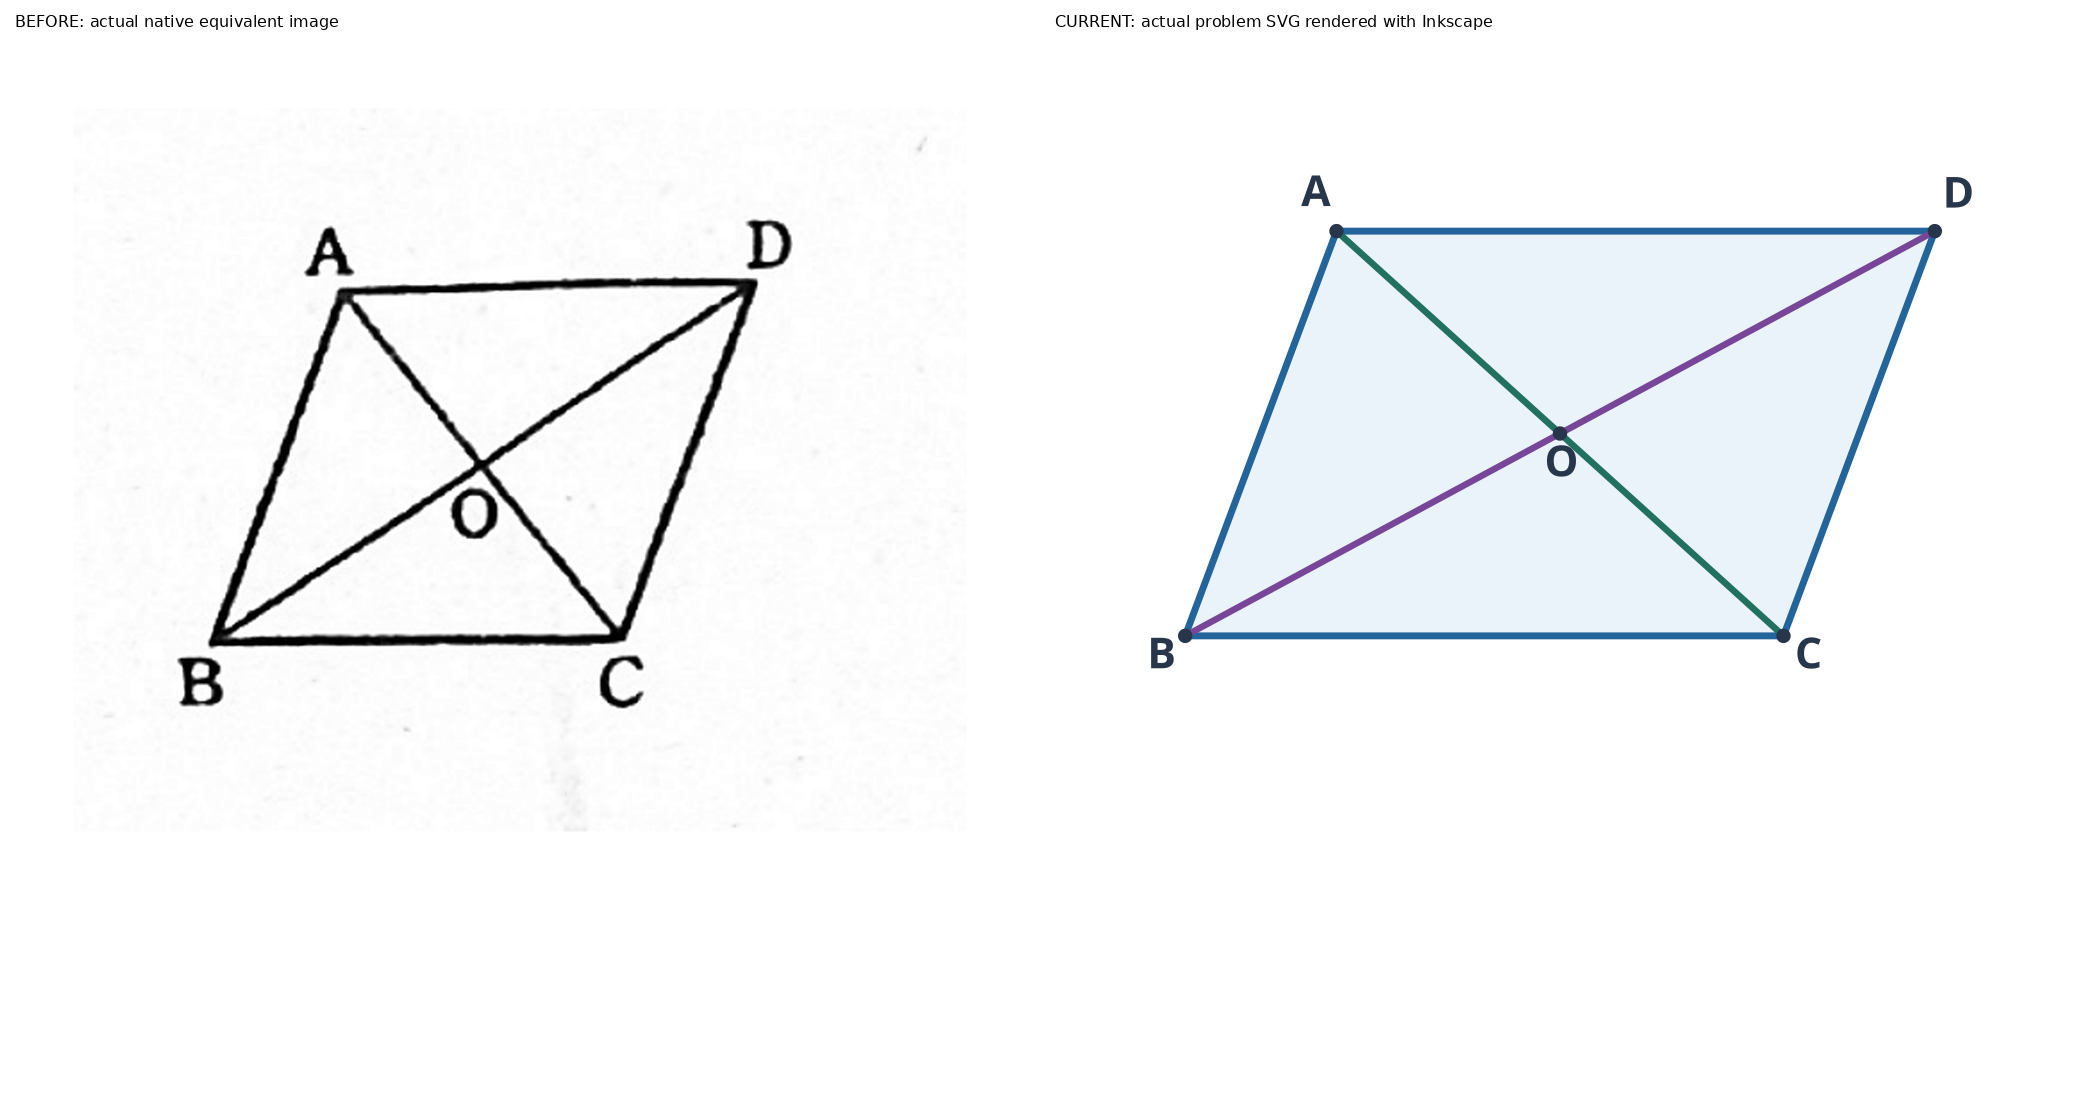 BEFORE: actual native equivalent image
CURRENT: actual problem SVG rendered with Inkscape
A
D
O
B
C
A
D
O
B
C